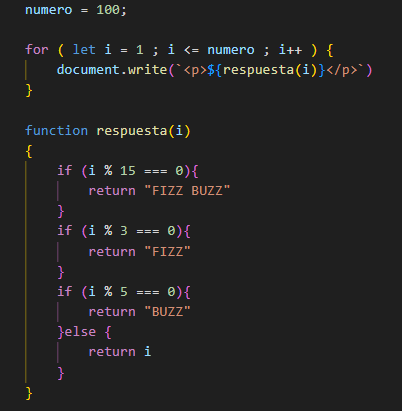 numero = 100;
for ( let i = 1 ; i <= numero ; i++ ) {
    document.write(`<p>${respuesta(i)}</p>`)
}
function respuesta(i)
{
    if (i % 15 === 0){
        return "FIZZ BUZZ"
    }
    if (i % 3 === 0){
        return "FIZZ"
    }
    if (i % 5 === 0){
        return "BUZZ"
    }else {
        return i
    }
}